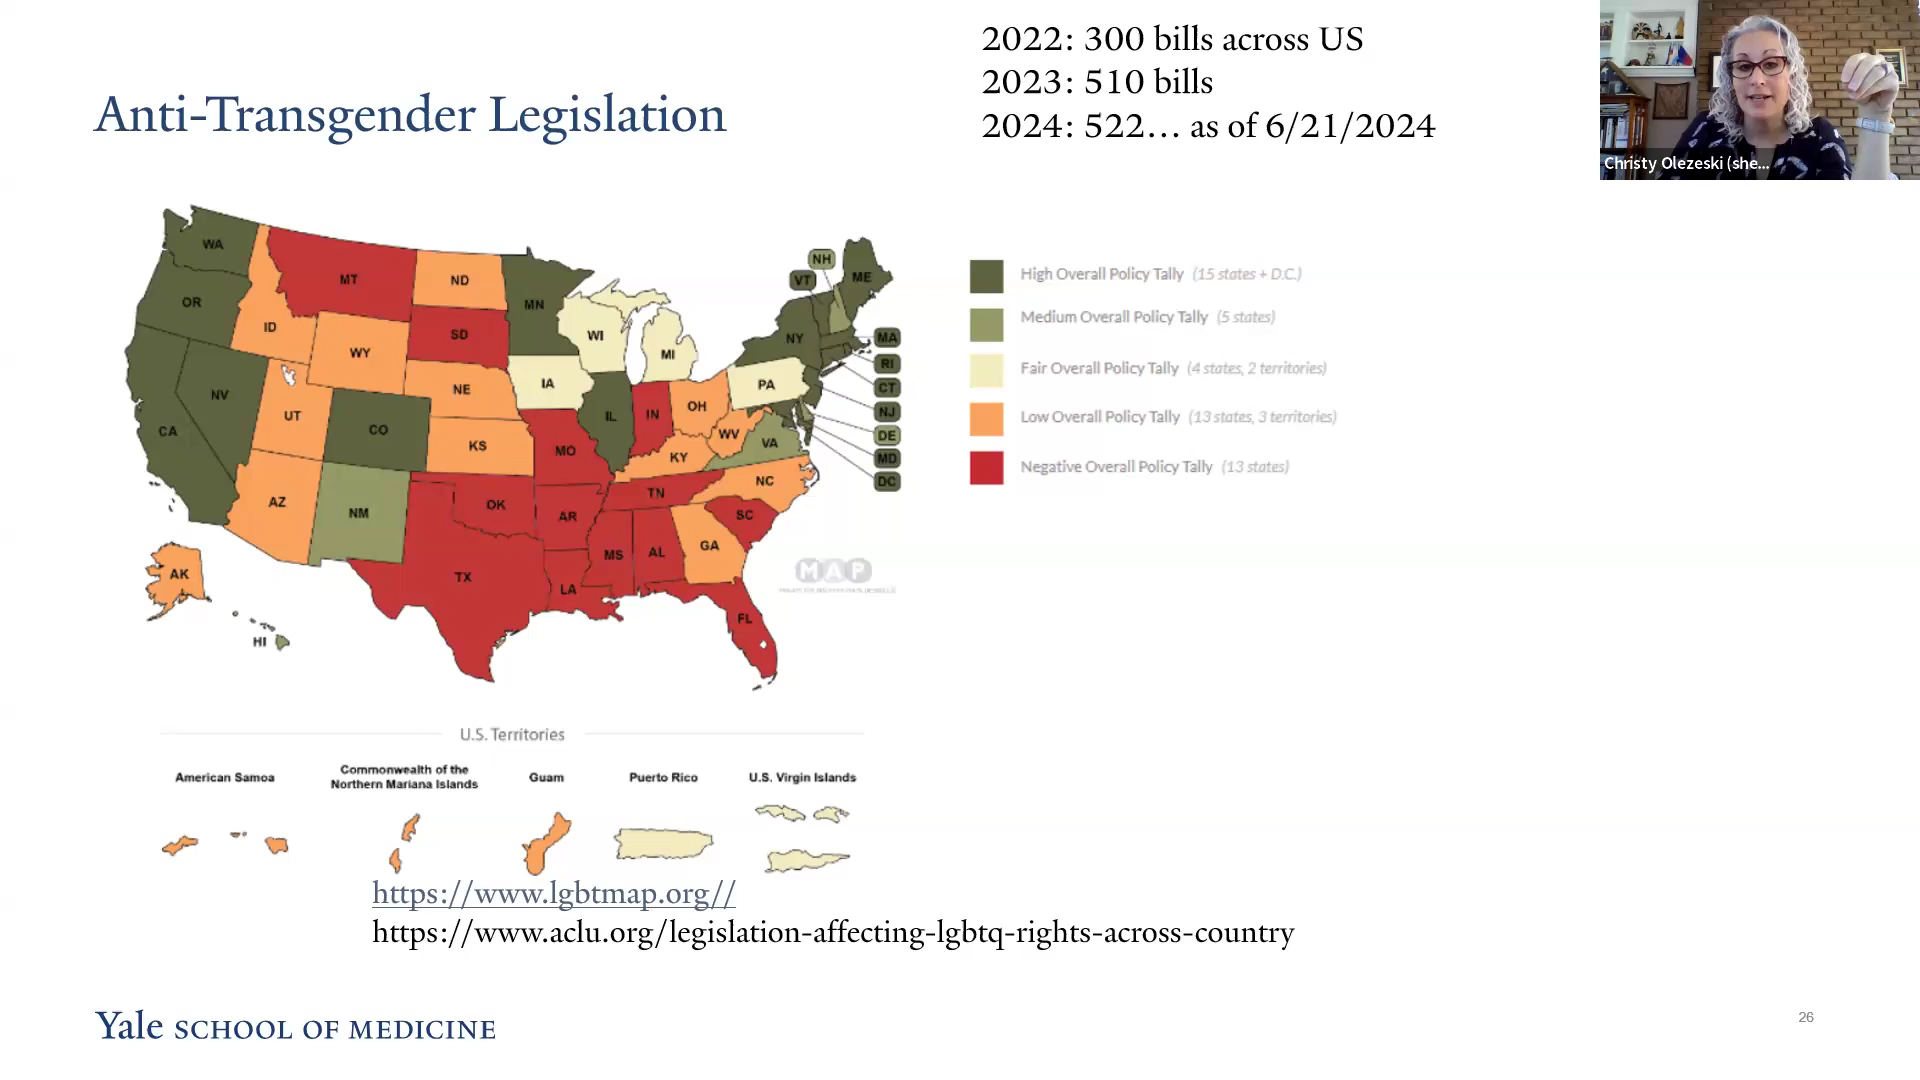 2022: 300 bills across US
2023: 510 bills
2024: 522... as of 6/21/2024
Anti-Transgender Legislation
Christy Olezeski (she...
WA
OR
CA
NV
ID
MT
WY
UT
AZ
CO
NM
ND
SD
NE
KS
OK
TX
MN
IA
MO
AR
LA
WI
IL
MI
IN
OH
KY
TN
MS
AL
GA
FL
SC
NC
VA
WV
PA
NY
VT
NH
ME
MA
RI
CT
NJ
DE
MD
DC
AK
HI
MAP
High Overall Policy Tally (15 states + D.C.)
Medium Overall Policy Tally (5 states)
Fair Overall Policy Tally (4 states, 2 territories)
Low Overall Policy Tally (13 states, 3 territories)
Negative Overall Policy Tally (13 states)
U.S. Territories
American Samoa
Commonwealth of the
Northern Mariana Islands
Guam
Puerto Rico
U.S. Virgin Islands
https://www.lgbtmap.org//
https://www.aclu.org/legislation-affecting-lgbtq-rights-across-country
Yale SCHOOL OF MEDICINE
26